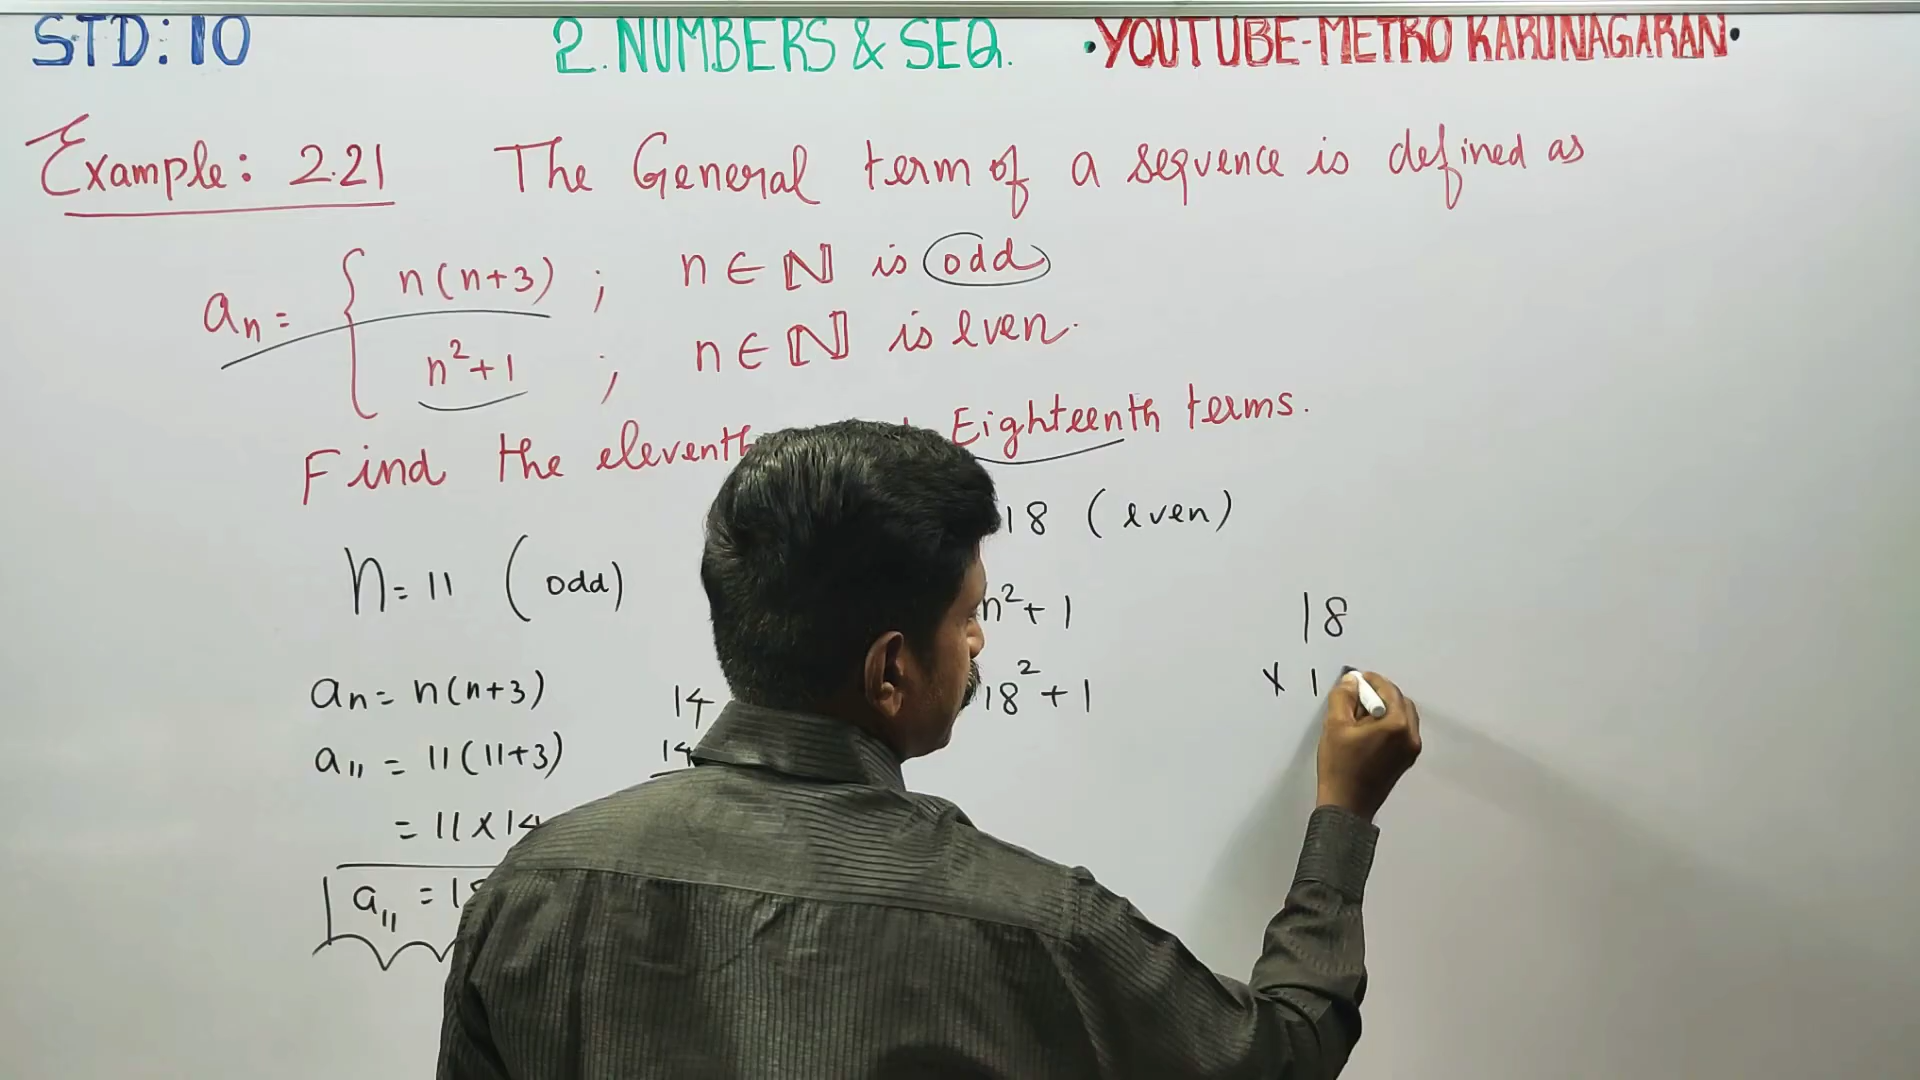 STD: 10 2. NUMBERS & SEQ. •YOUTUBE-METRO KARUNAGARAN•
Example: 2.21 The General term of a sequence is defined as
aₙ = { n(n+3) ; n ∈ ℕ is odd
n²+1 ; n ∈ ℕ is even.
Find the eleventh Eighteenth terms.
n = 11 (odd)
aₙ = n(n+3)
a₁₁ = 11(11+3)
= 11 × 14
a₁₁ =
14
14
18 (even)
n² + 1
18² + 1
18
× 1